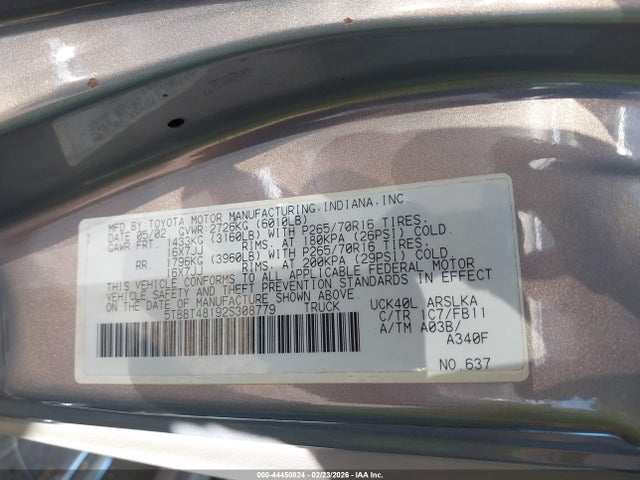 MFD.BY:TOYOTA MOTOR MANUFACTURING.INDIANA.INC.
DATE 05/02 GVWR 2726KG (6010LB)
GAWR FRT. 1433KG (3160LB) WITH P265/70R16 TIRES.
16X7JJ RIMS. AT 180KPA (26PSI) COLD.
RR. 1796KG (3960LB) WITH P265/70R16 TIRES.
16X7JJ RIMS. AT 200KPA (29PSI) COLD.
THIS VEHICLE CONFORMS TO ALL APPLICABLE FEDERAL MOTOR
VEHICLE SAFETY AND THEFT PREVENTION STANDARDS IN EFFECT
ON THE DATE OF MANUFACTURE SHOWN ABOVE.
5TBBT48192S308779 TRUCK
UCK40L ARSLKA
C/TR 1C7/FB11
A/TM A03B/
A340F
NO.637
000-44450824 - 02/23/2026 - IAA Inc.